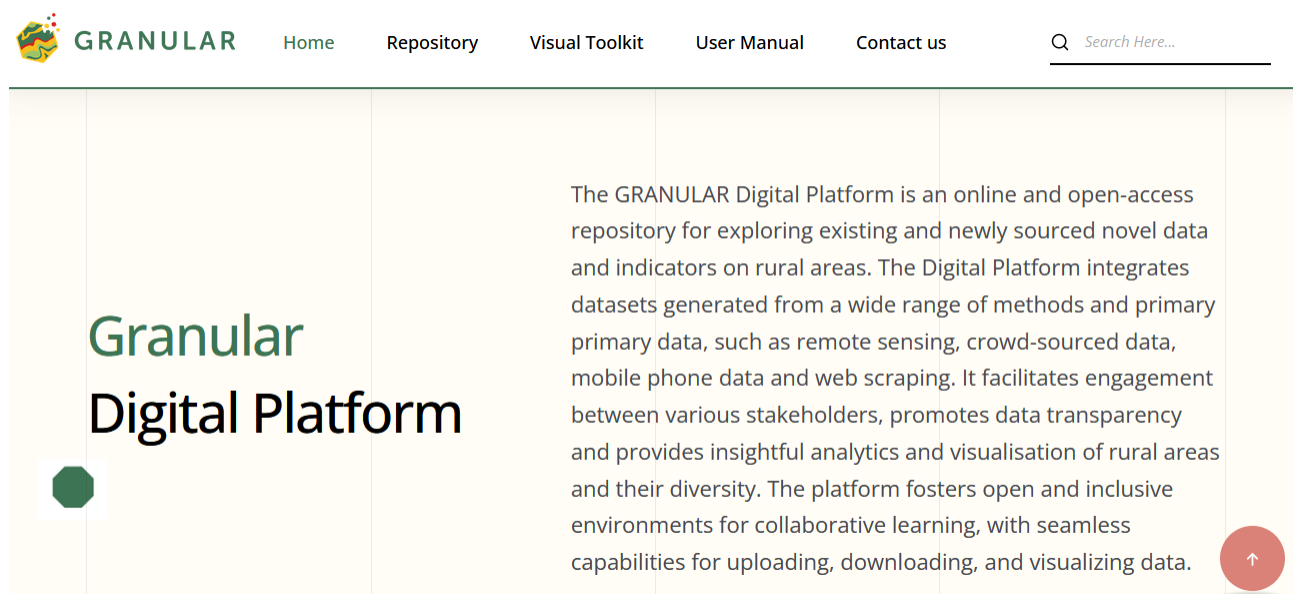 GRANULAR
Home
Repository
Visual Toolkit
User Manual
Contact us
Search Here...
Granular
Digital Platform
The GRANULAR Digital Platform is an online and open-access
repository for exploring existing and newly sourced novel data
and indicators on rural areas. The Digital Platform integrates
datasets generated from a wide range of methods and primary
primary data, such as remote sensing, crowd-sourced data,
mobile phone data and web scraping. It facilitates engagement
between various stakeholders, promotes data transparency
and provides insightful analytics and visualisation of rural areas
and their diversity. The platform fosters open and inclusive
environments for collaborative learning, with seamless
capabilities for uploading, downloading, and visualizing data.